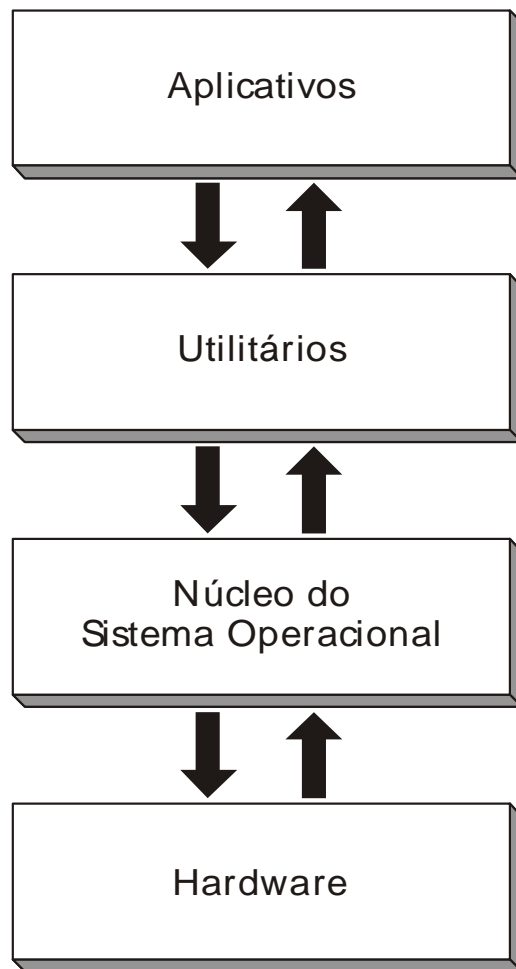 Aplicativos
Utilitários
Núcleo do
Sistema Operacional
Hardware